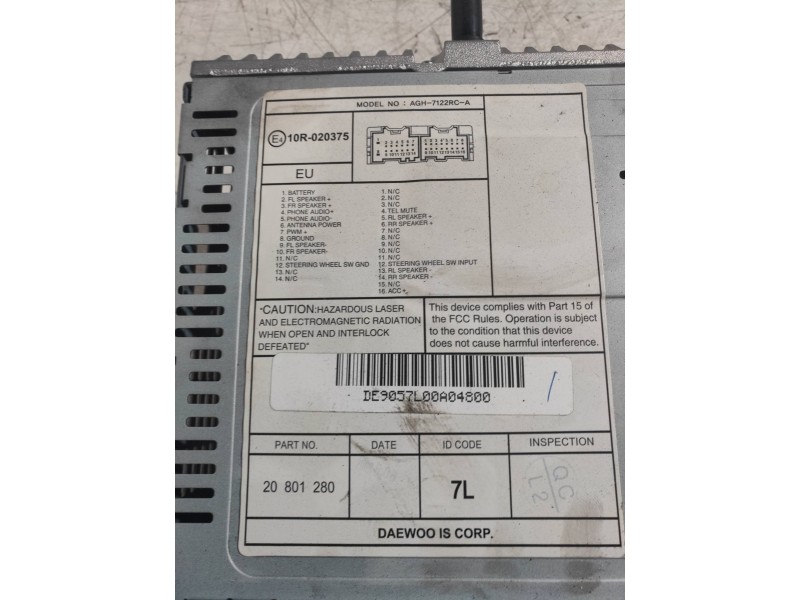 MODEL NO : AGH-7122RC-A
E4 10R-020375
EU
1. BATTERY
2. FL SPEAKER +
3. FR SPEAKER +
4. PHONE AUDIO+
5. PHONE AUDIO-
6. ANTENNA POWER
7. PWM +
8. GROUND
9. FL SPEAKER-
10. FR SPEAKER-
11. N/C
12. STEERING WHEEL SW GND
13. N/C
14. N/C
1. N/C
2. N/C
3. N/C
4. TEL MUTE
5. RL SPEAKER +
6. RR SPEAKER +
7. N/C
8. N/C
9. N/C
10. N/C
11. N/C
12. STEERING WHEEL SW INPUT
13. RL SPEAKER -
14. RR SPEAKER -
15. N/C
16. ACC+
"CAUTION:HAZARDOUS LASER
AND ELECTROMAGNETIC RADIATION
WHEN OPEN AND INTERLOCK
DEFEATED"
This device complies with Part 15 of
the FCC Rules. Operation is subject
to the condition that this device
does not cause harmful interference.
DE9057L00A04800
PART NO.
DATE
ID CODE
INSPECTION
20 801 280
7L
QC
L2
DAEWOO IS CORP.